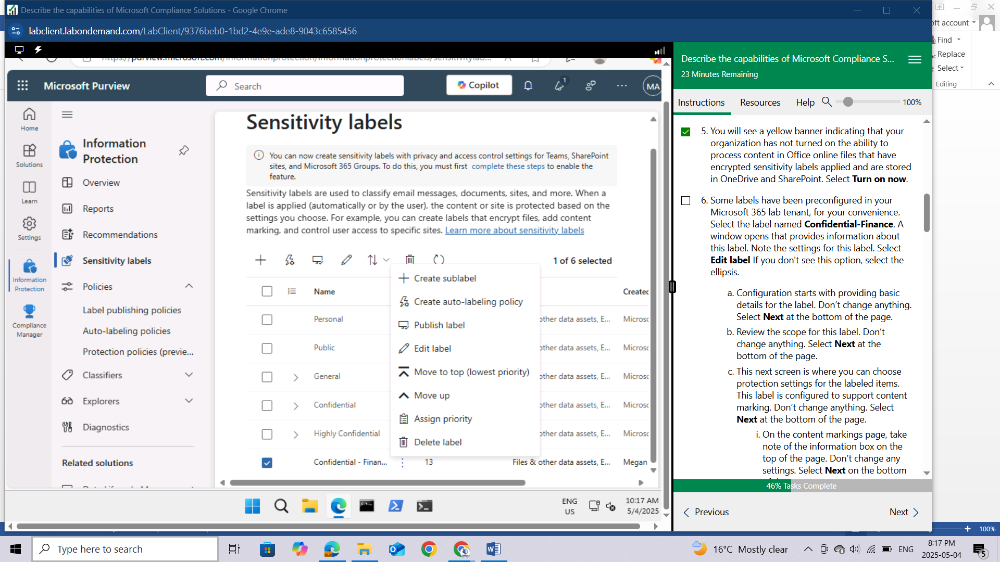 Describe the capabilities of Microsoft Compliance Solutions - Google Chrome
labclient.labondemand.com/LabClient/9376beb0-1bd2-4e9e-ade8-9043c6585456
oft account
Find
Replace
Select
Editing
https://purview.microsoft.com/informationprotection/informationprotectionlabels/sensitivitylab...
Microsoft Purview
Search
Copilot
1
MA
Home
Solutions
Learn
Settings
Information
Protection
Compliance
Manager
Information
Protection
Overview
Reports
Recommendations
Sensitivity labels
Policies
Label publishing policies
Auto-labeling policies
Protection policies (previe...
Classifiers
Explorers
Diagnostics
Related solutions
Sensitivity labels
You can now create sensitivity labels with privacy and access control settings for Teams, SharePoint
sites, and Microsoft 365 Groups. To do this, you must first complete these steps to enable the
feature.
Sensitivity labels are used to classify email messages, documents, sites, and more. When a
label is applied (automatically or by the user), the content or site is protected based on the
settings you choose. For example, you can create labels that encrypt files, add content
marking, and control user access to specific sites. Learn more about sensitivity labels
1 of 6 selected
Name
Created
Personal
other data assets, E...
Microsc
Public
other data assets, E...
Microsc
General
other data assets, E...
Microsc
Confidential
other data assets, E...
Microsc
Highly Confidential
other data assets, E...
Microsc
Confidential - Finan...
13
Files & other data assets, E...
Megan
Create sublabel
Create auto-labeling policy
Publish label
Edit label
Move to top (lowest priority)
Move up
Assign priority
Delete label
ENG
US
10:17 AM
5/4/2025
Describe the capabilities of Microsoft Compliance S...
23 Minutes Remaining
Instructions
Resources
Help
100%
5. You will see a yellow banner indicating that your
organization has not turned on the ability to
process content in Office online files that have
encrypted sensitivity labels applied and are stored
in OneDrive and SharePoint. Select Turn on now.
6. Some labels have been preconfigured in your
Microsoft 365 lab tenant, for your convenience.
Select the label named Confidential-Finance. A
window opens that provides information about
this label. Note the settings for this label. Select
Edit label If you don't see this option, select the
ellipsis.
a. Configuration starts with providing basic
details for the label. Don’t change anything.
Select Next at the bottom of the page.
b. Review the scope for this label. Don’t
change anything. Select Next at the
bottom of the page.
c. This next screen is where you can choose
protection settings for the labeled items.
This label is configured to support content
marking. Don’t change anything. Select
Next at the bottom of the page.
i. On the content markings page, take
note of the information box on the
top of the page. Don’t change any
settings. Select Next on the bottom
46% Tasks Complete
Previous
Next
100%
Type here to search
16°C Mostly clear
ENG
8:17 PM
2025-05-04
5